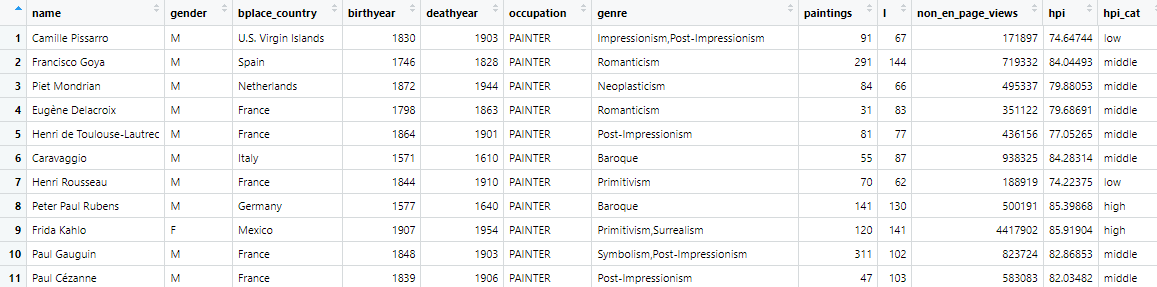 name gender bplace_country birthyear deathyear occupation genre paintings l non_en_page_views hpi hpi_cat
1 Camille Pissarro M U.S. Virgin Islands 1830 1903 PAINTER Impressionism,Post-Impressionism 91 67 171897 74.64744 low
2 Francisco Goya M Spain 1746 1828 PAINTER Romanticism 291 144 719332 84.04493 middle
3 Piet Mondrian M Netherlands 1872 1944 PAINTER Neoplasticism 84 66 495337 79.88053 middle
4 Eugène Delacroix M France 1798 1863 PAINTER Romanticism 31 83 351122 79.68691 middle
5 Henri de Toulouse-Lautrec M France 1864 1901 PAINTER Post-Impressionism 81 77 436156 77.05265 middle
6 Caravaggio M Italy 1571 1610 PAINTER Baroque 55 87 938325 84.28314 middle
7 Henri Rousseau M France 1844 1910 PAINTER Primitivism 70 62 188919 74.22375 low
8 Peter Paul Rubens M Germany 1577 1640 PAINTER Baroque 141 130 500191 85.39868 high
9 Frida Kahlo F Mexico 1907 1954 PAINTER Primitivism,Surrealism 120 141 4417902 85.91904 high
10 Paul Gauguin M France 1848 1903 PAINTER Symbolism,Post-Impressionism 311 102 823724 82.86853 middle
11 Paul Cézanne M France 1839 1906 PAINTER Post-Impressionism 47 103 583083 82.03482 middle